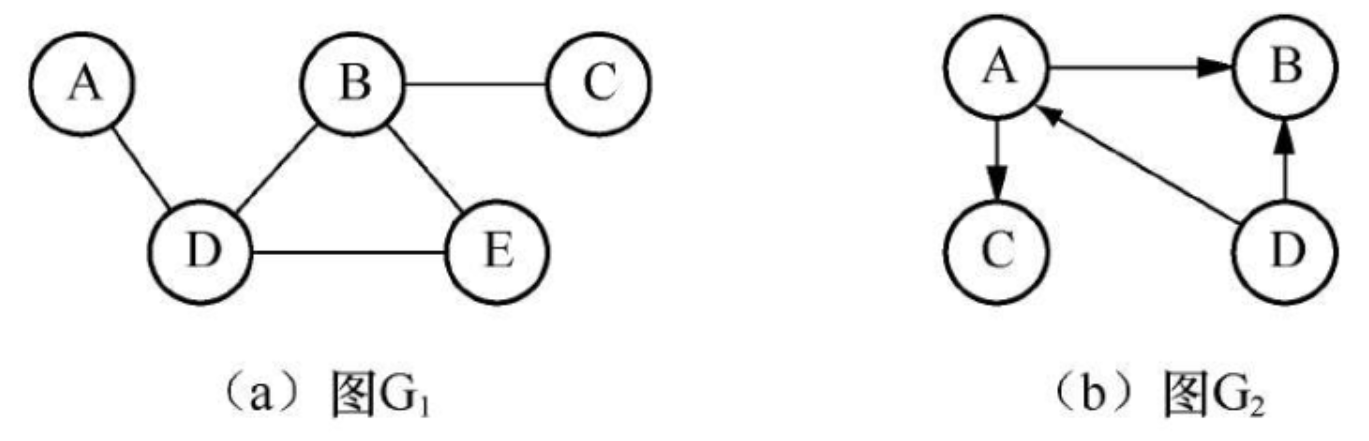 A B C
D E
A B
C D
（a）图G₁
（b）图G₂